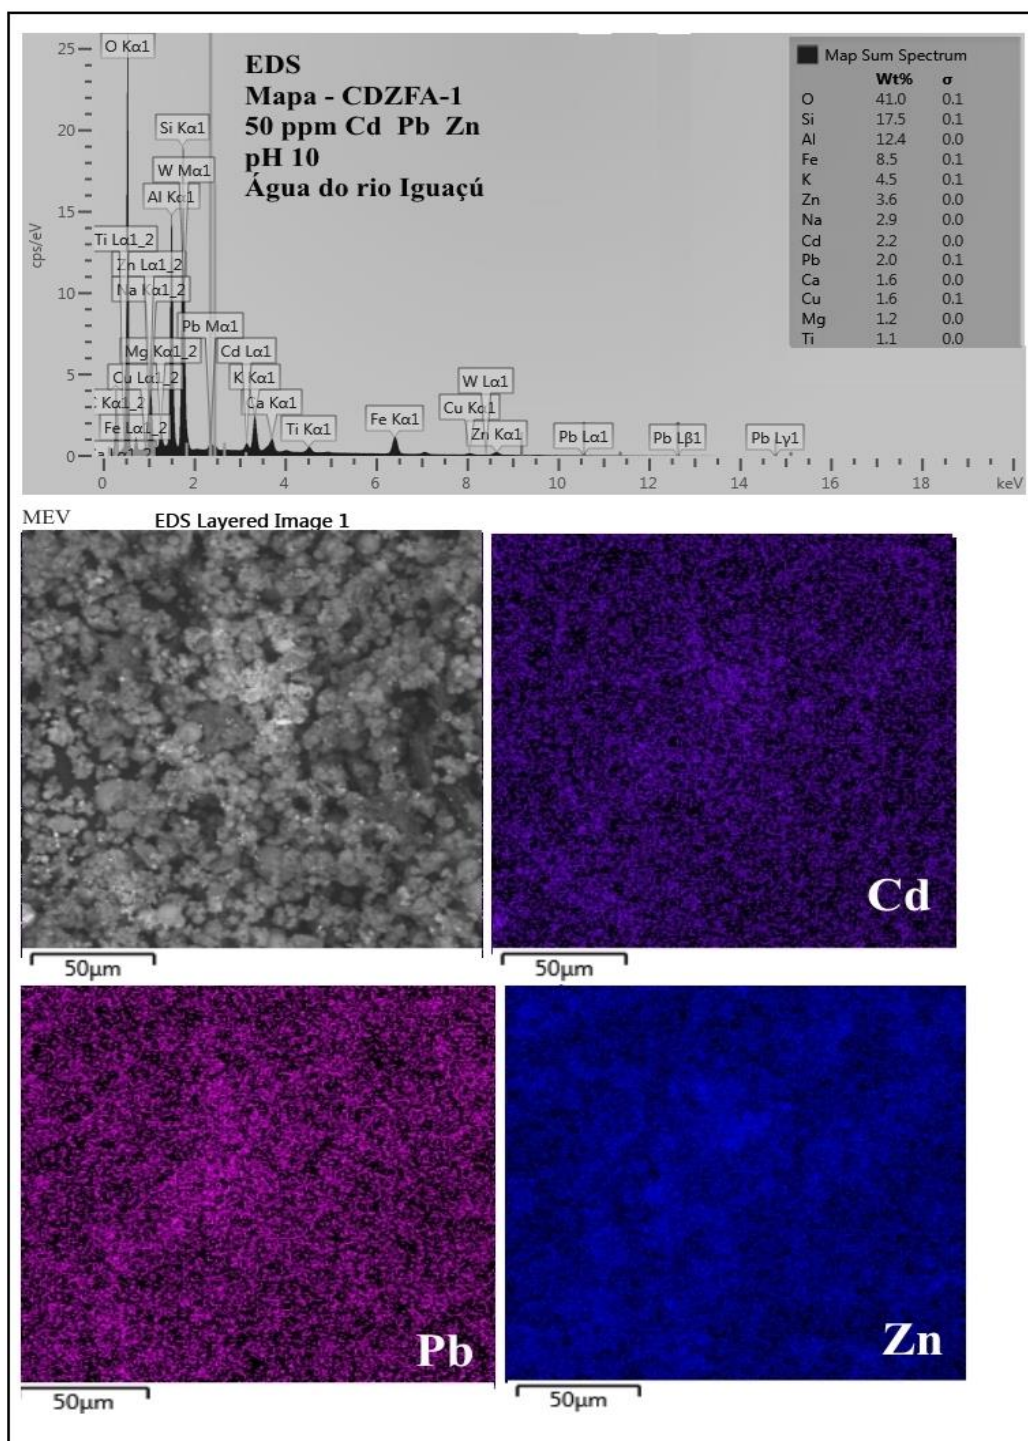 25
O Kα1
EDS
Mapa - CDZFA-1
50 ppm Cd Pb Zn
pH 10
Água do rio Iguaçú
Map Sum Spectrum
Wt% σ
O 41.0 0.1
Si 17.5 0.1
Al 12.4 0.0
Fe 8.5 0.1
K 4.5 0.1
Zn 3.6 0.0
Na 2.9 0.0
Cd 2.2 0.0
Pb 2.0 0.1
Ca 1.6 0.0
Cu 1.6 0.1
Mg 1.2 0.0
Ti 1.1 0.0
20
Si Kα1
W Mα1
15
Al Kα1
cps/eV
Ti Lα1_2
Zn Lα1_2
10
Na Kα1_2
Pb Mα1
Mg Kα1_2
Cd Lα1
W Lα1
5
Cu Lα1_2
K Kα1
Kα1_2
Ca Kα1
Cu Kα1
Fe Lα1_2
Ti Kα1
Fe Kα1
Zn Kα1
Pb Lα1
Pb Lβ1
Pb Lγ1
0
0 2 4 6 8 10 12 14 16 18 keV
MEV
EDS Layered Image 1
Cd
50µm
50µm
Pb
Zn
50µm
50µm